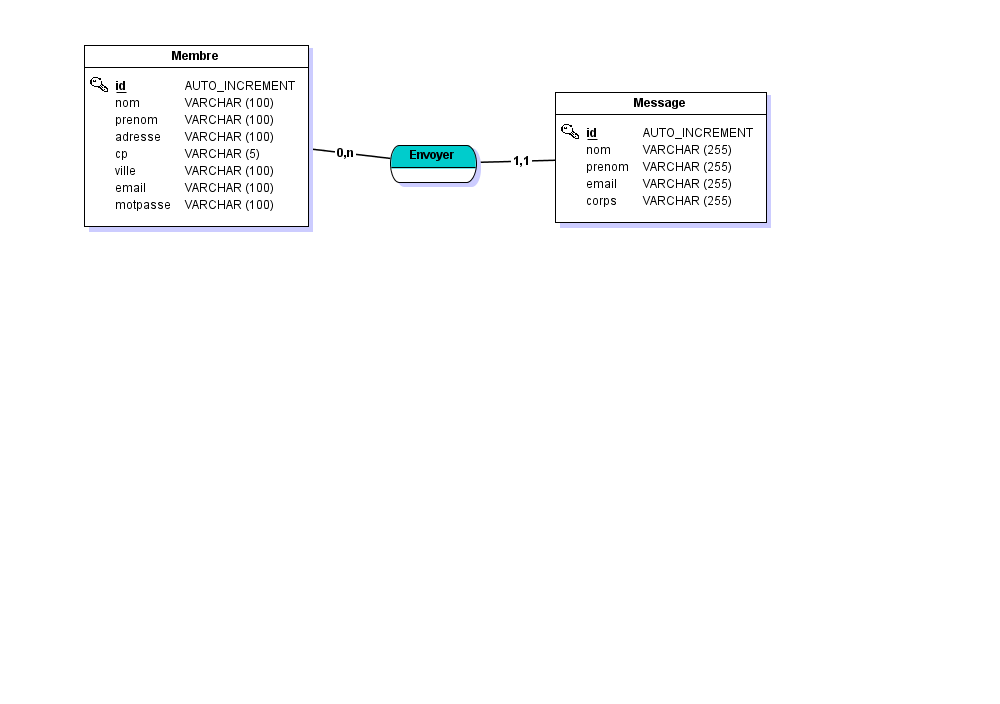 Membre
id AUTO_INCREMENT
nom VARCHAR (100)
prenom VARCHAR (100)
adresse VARCHAR (100)
cp VARCHAR (5)
ville VARCHAR (100)
email VARCHAR (100)
motpasse VARCHAR (100)
0,n
Envoyer
1,1
Message
id AUTO_INCREMENT
nom VARCHAR (255)
prenom VARCHAR (255)
email VARCHAR (255)
corps VARCHAR (255)